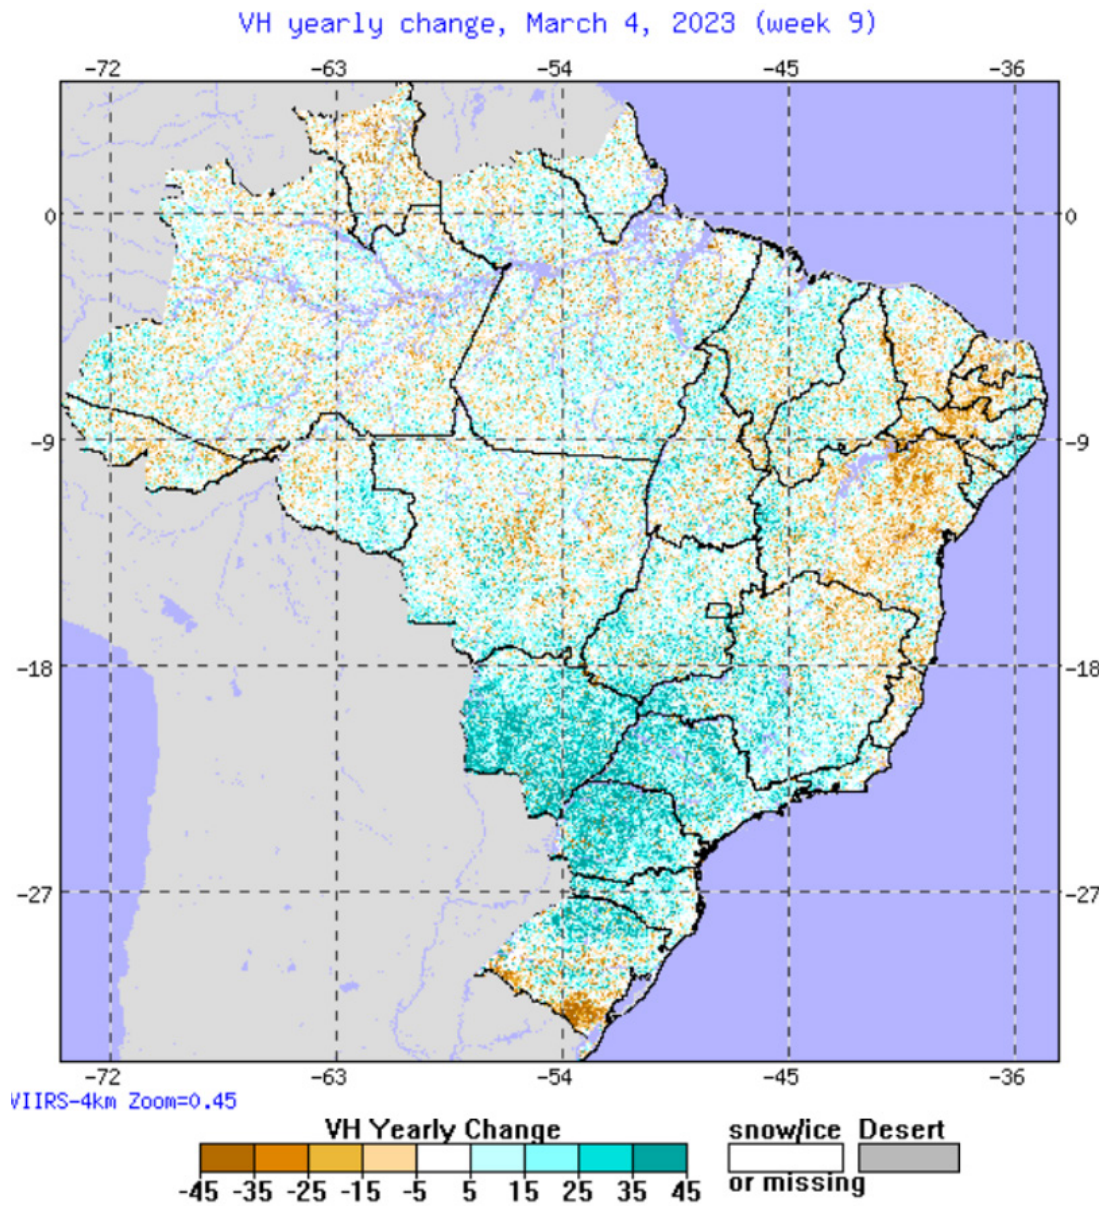 VH yearly change, March 4, 2023 (week 9)
-72 -63 -54 -45 -36
0 0
-9 -9
-18 -18
-27 -27
-72 -63 -54 -45 -36
VIIRS-4km Zoom=0.45
VH Yearly Change snow/ice Desert
-45 -35 -25 -15 -5 5 15 25 35 45 or missing